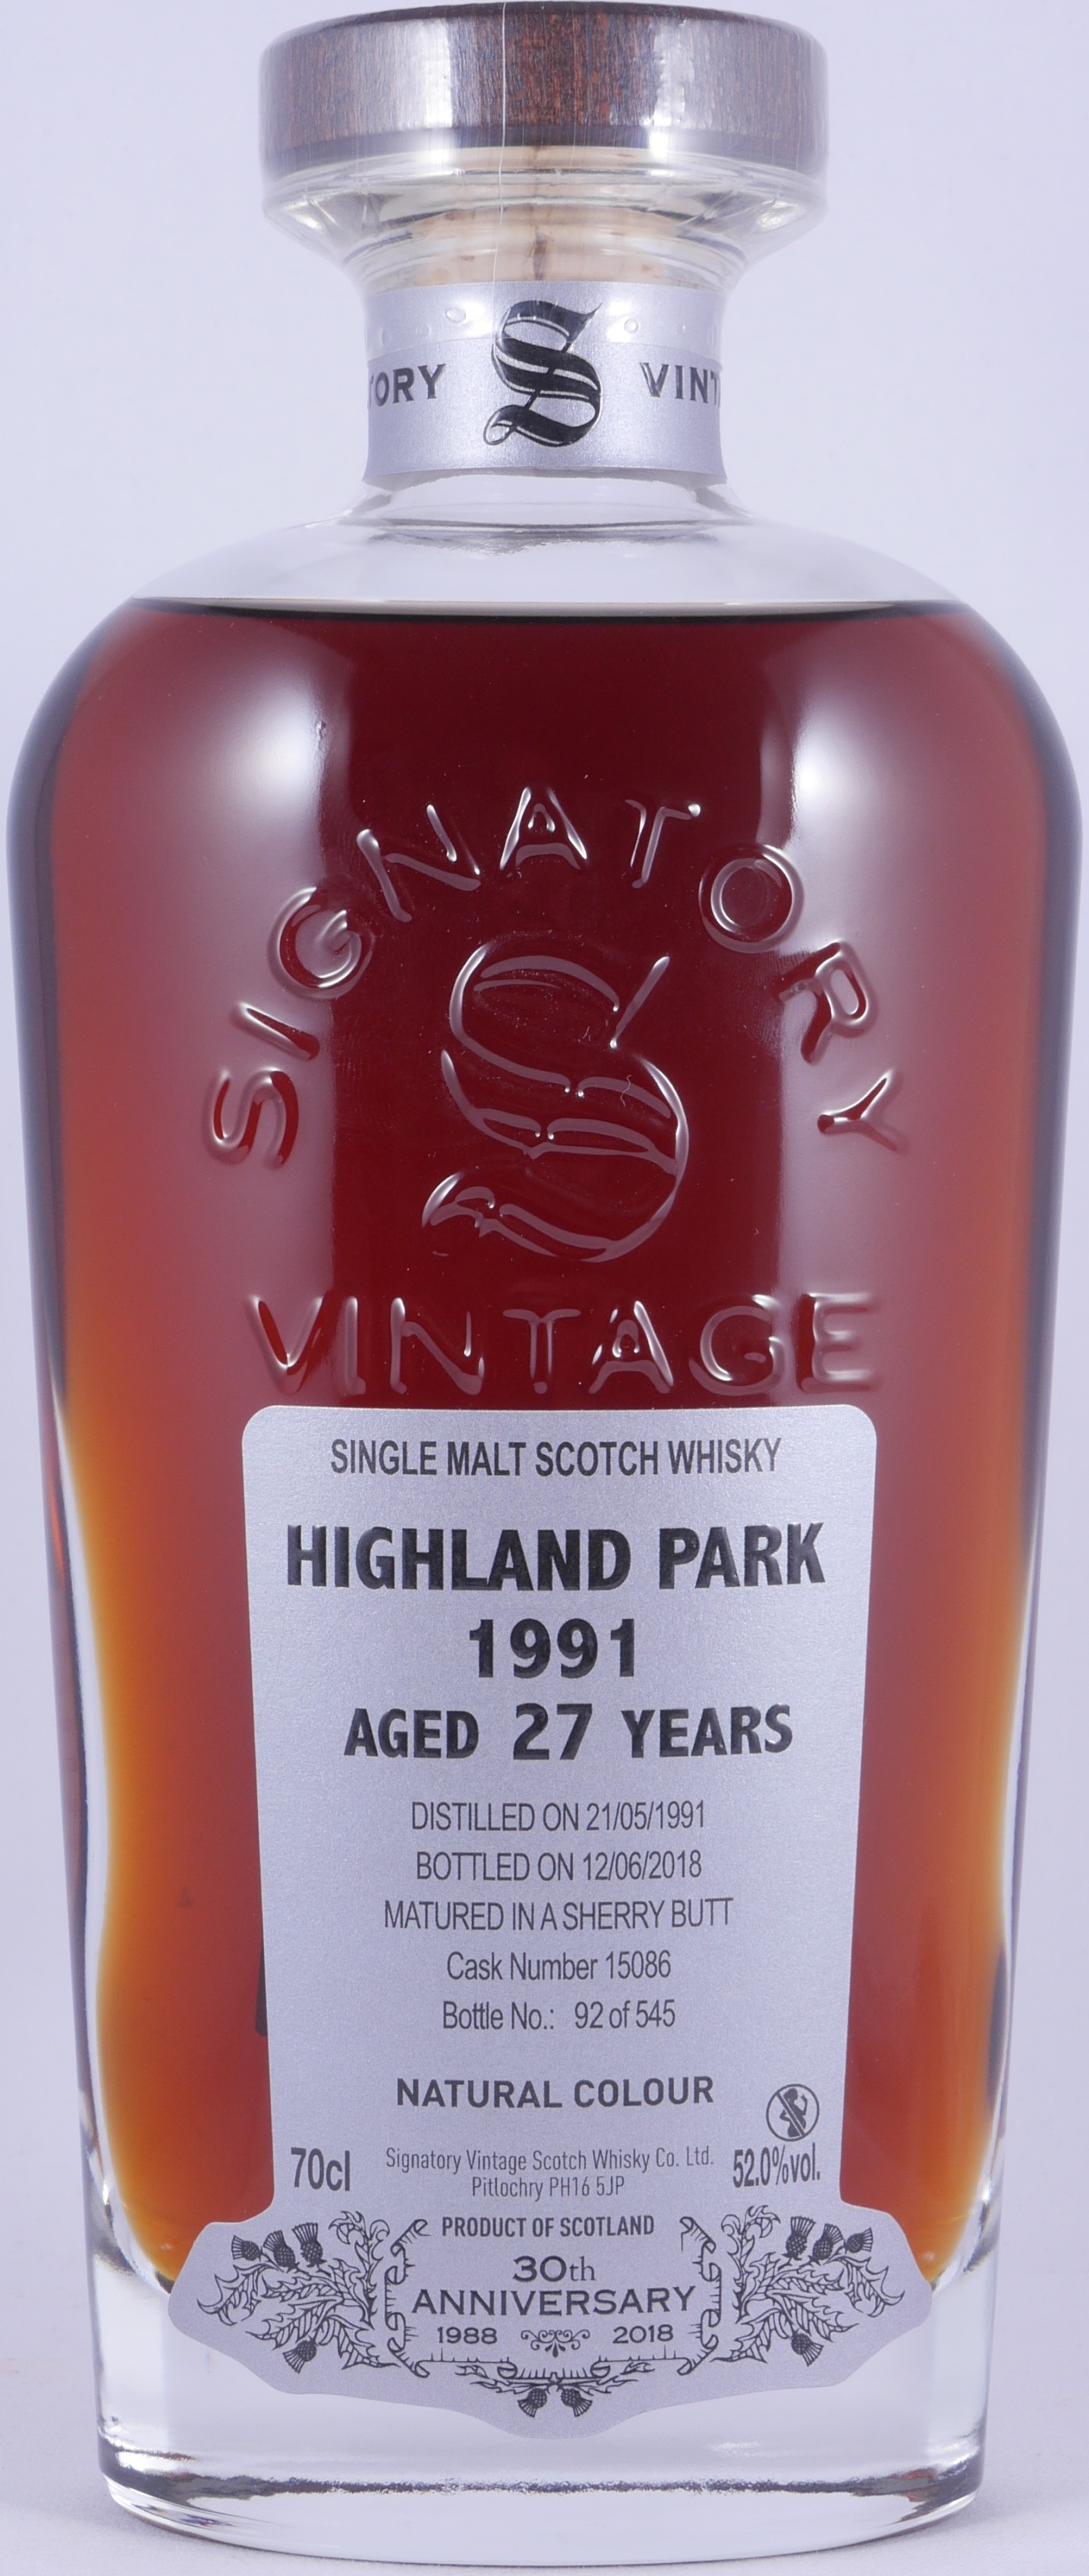 S
SIGNATORY
S
VINTAGE
SINGLE MALT SCOTCH WHISKY
HIGHLAND PARK
1991
AGED 27 YEARS
DISTILLED ON 21/05/1991
BOTTLED ON 12/06/2018
MATURED IN A SHERRY BUTT
Cask Number 15086
Bottle No.: 92 of 545
NATURAL COLOUR
70cl
Signatory Vintage Scotch Whisky Co. Ltd.
Pitlochry PH16 5JP
52.0%vol.
PRODUCT OF SCOTLAND
30th
ANNIVERSARY
1988 2018